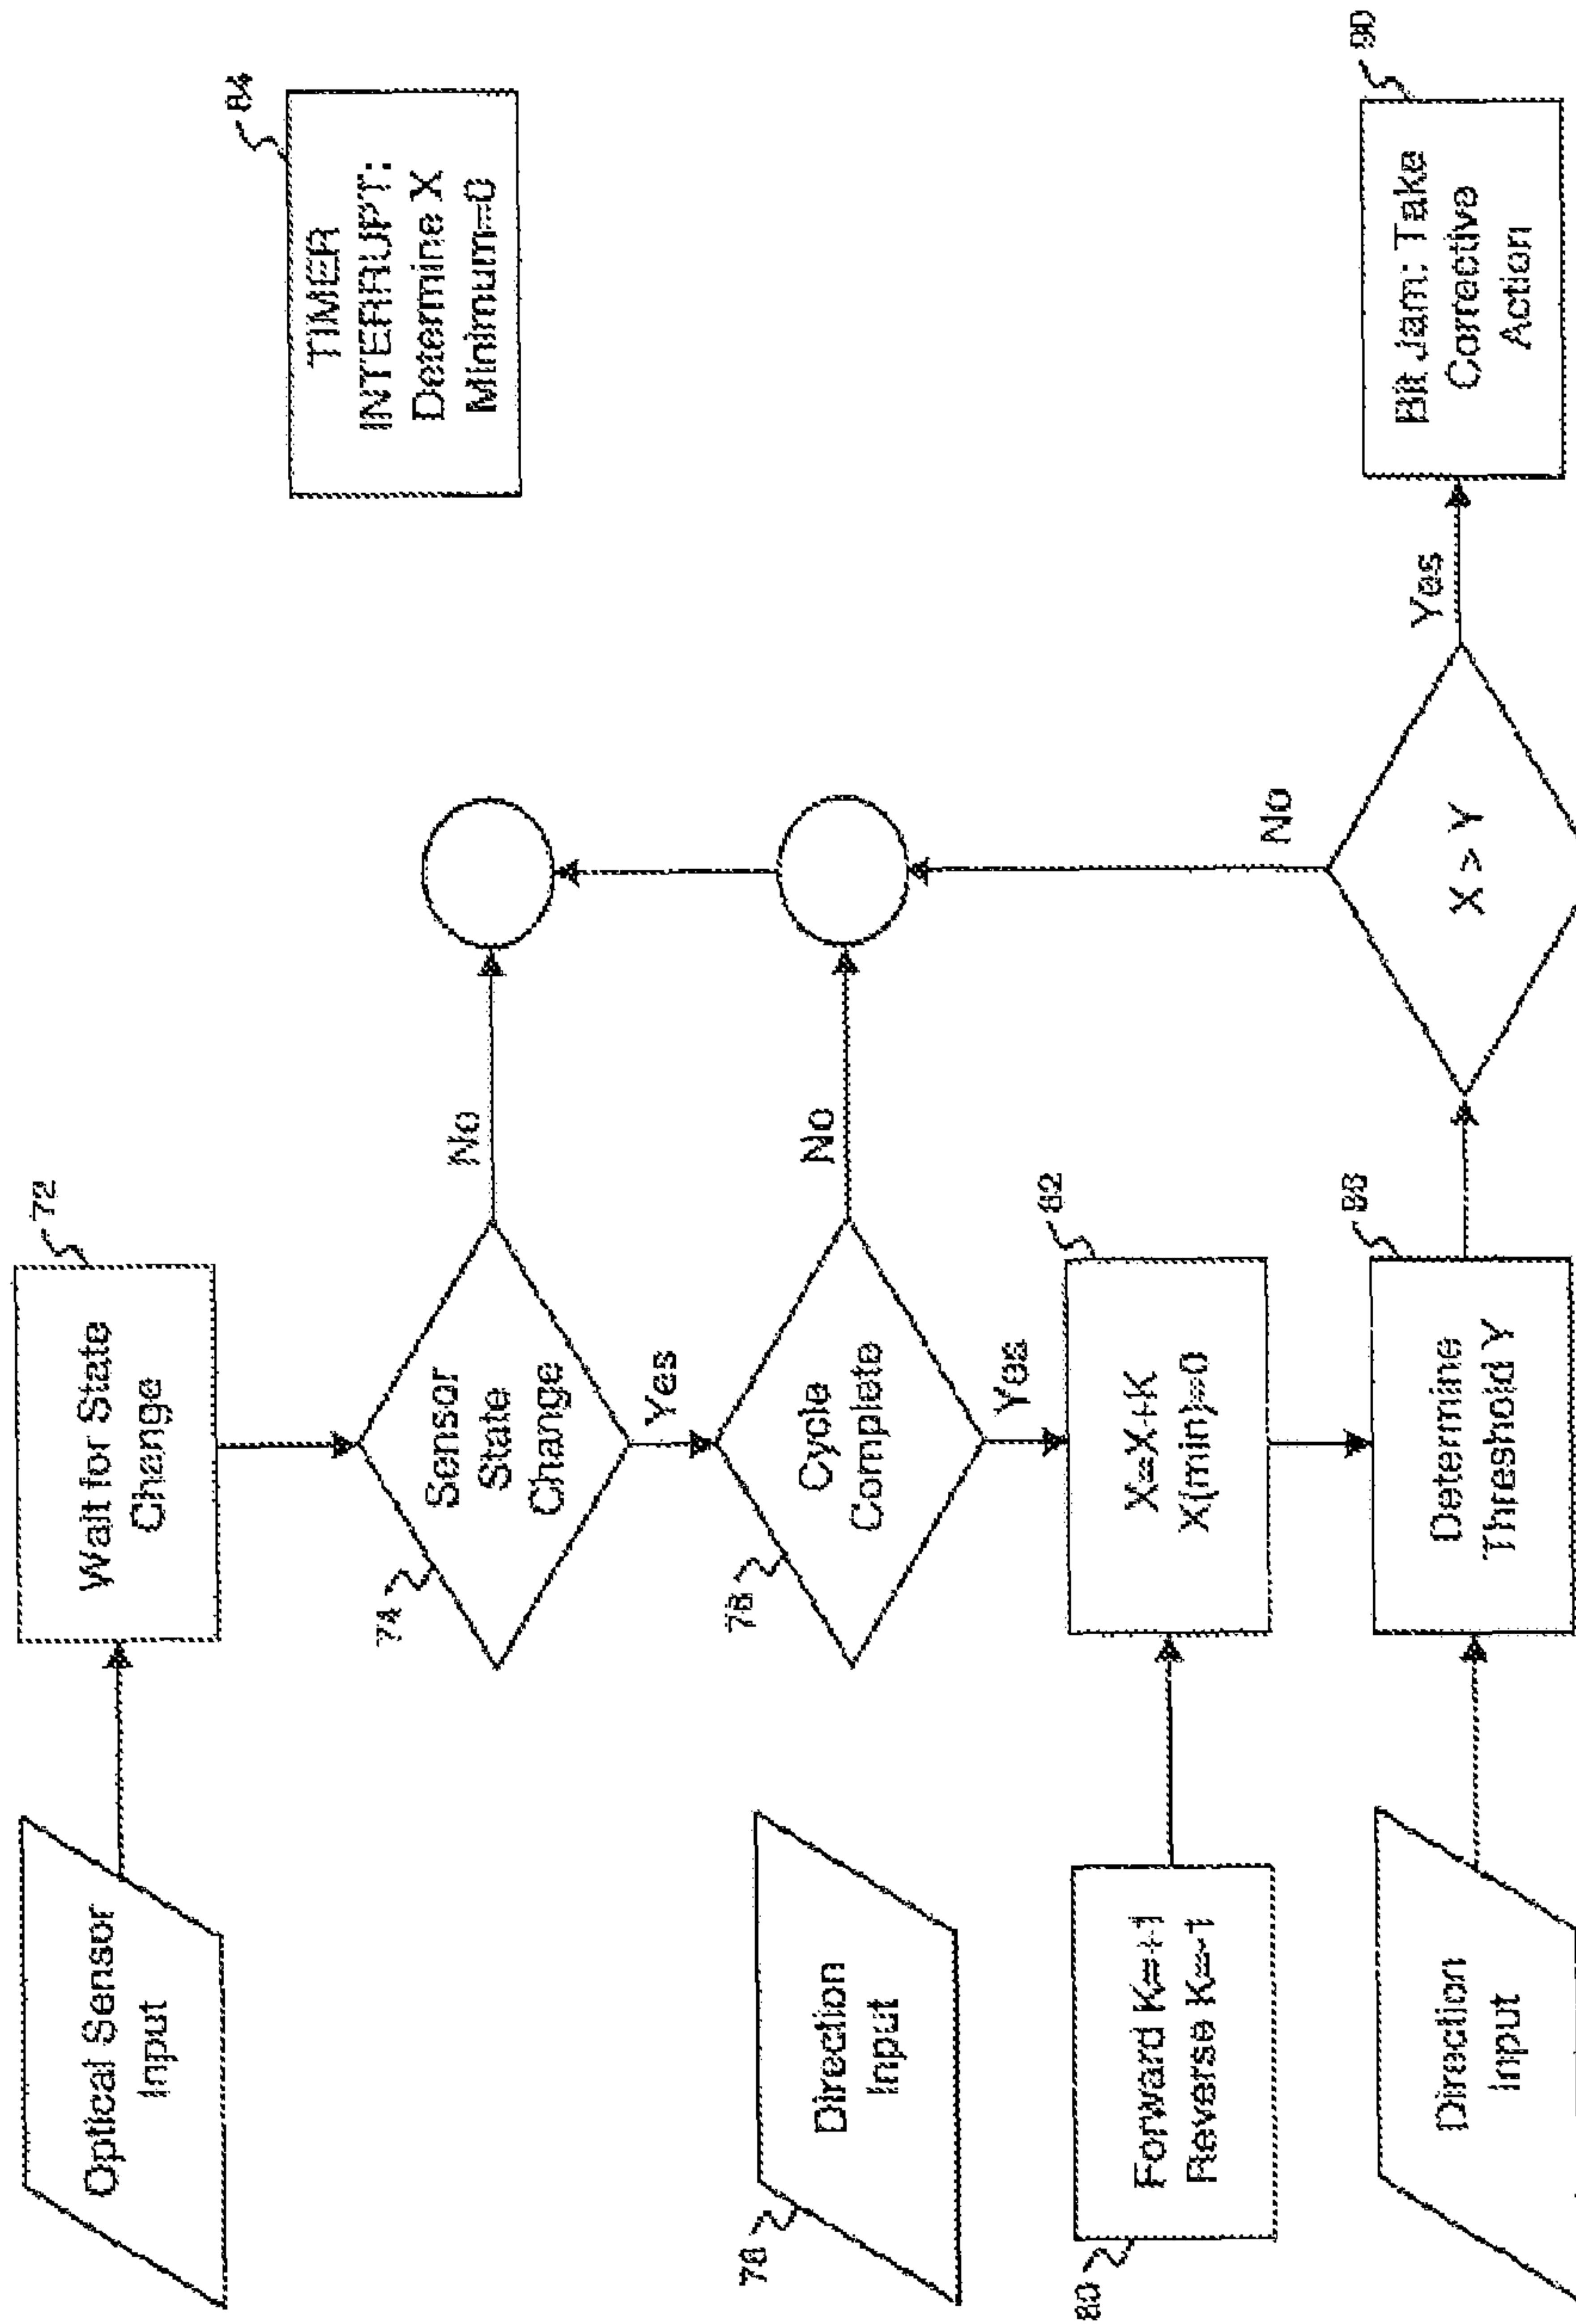 72
Optical Sensor
Input
Wait for State
Change
84
TIMER
INTERRUPT:
Determine X
Minimum=0
74
Sensor
State
Change
No
Yes
78
Direction
Input
Cycle
Complete
No
Yes
80
Forward K=+1
Reverse K=-1
82
X=X+K
X(min)=0
Direction
Input
Determine
Threshold Y
X > Y
No
Yes
90
Bit Jam: Take
Corrective
Action